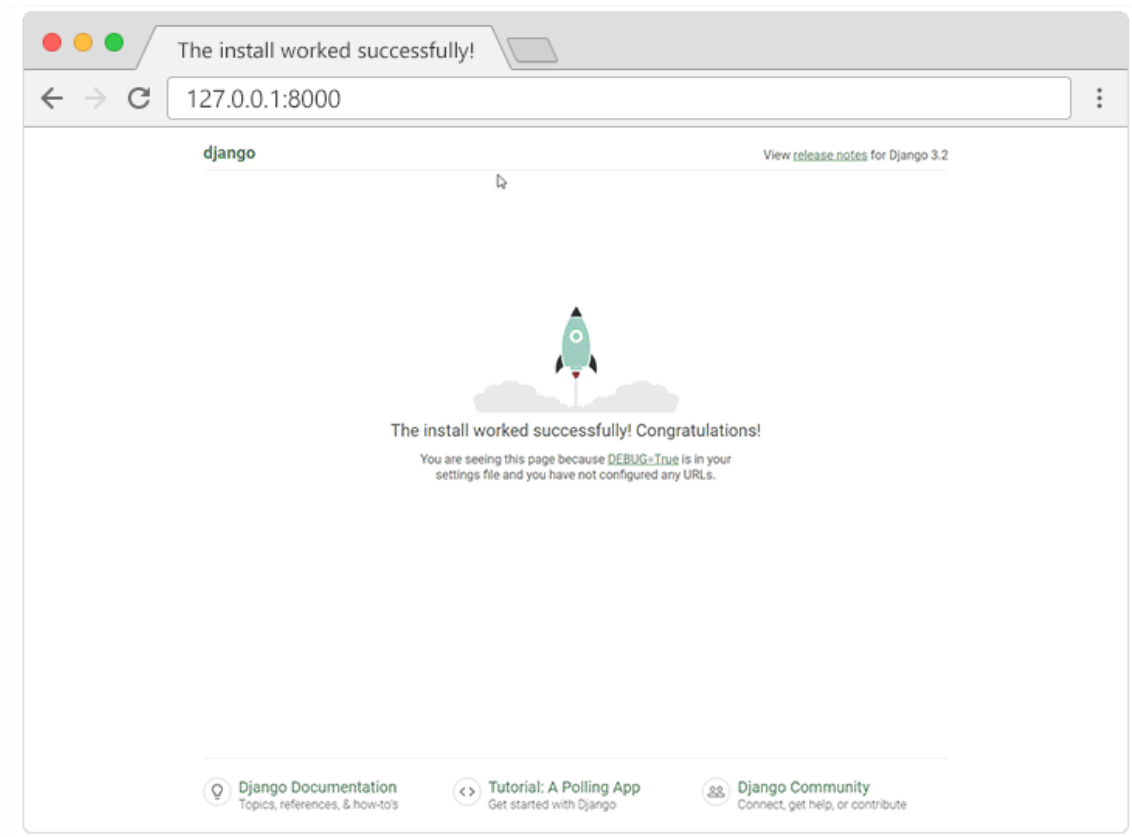 The install worked successfully!
127.0.0.1:8000
django
View release notes for Django 3.2
The install worked successfully! Congratulations!
You are seeing this page because DEBUG=True is in your
settings file and you have not configured any URLs.
Django Documentation
Topics, references, & how-to's
Tutorial: A Polling App
Get started with Django
Django Community
Connect, get help, or contribute